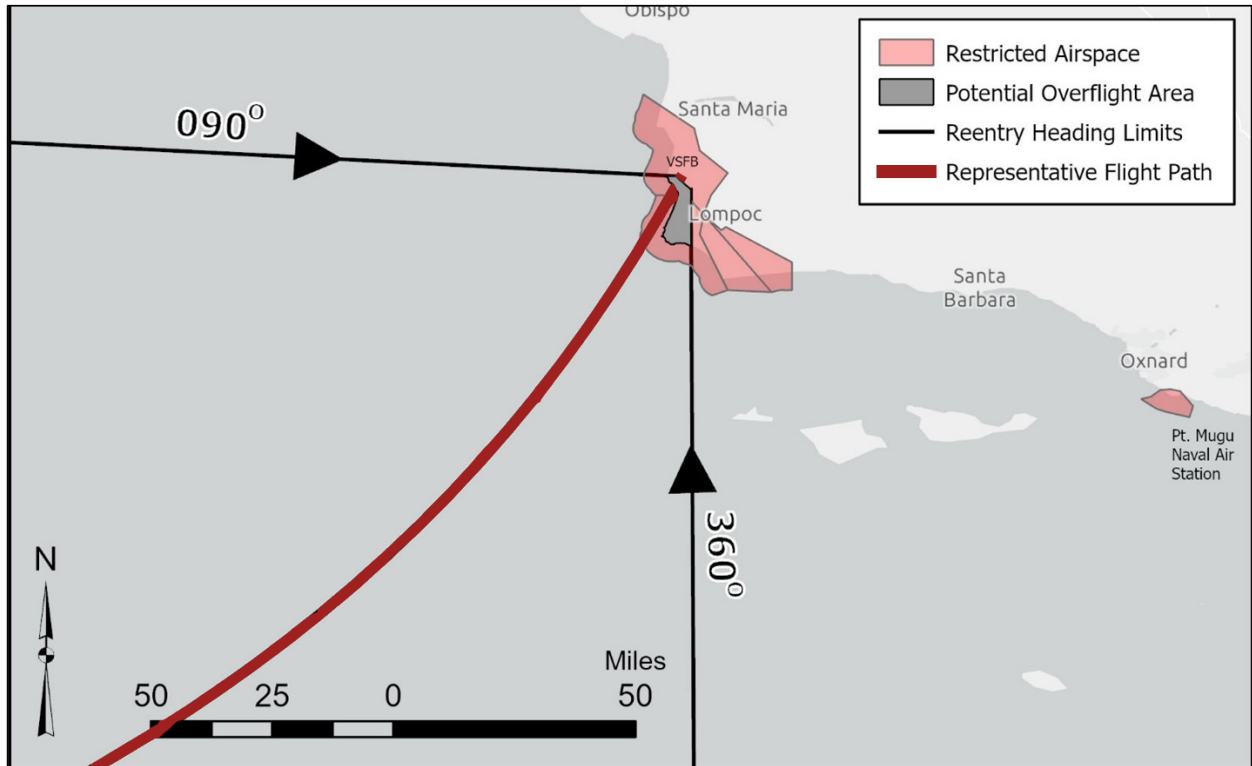 Obispo
Restricted Airspace
Potential Overflight Area
Reentry Heading Limits
Representative Flight Path
090°
Santa Maria
VSFB
Lompoc
Santa
Barbara
Oxnard
Pt. Mugu
Naval Air
Station
360°
N
Miles
50 25 0 50